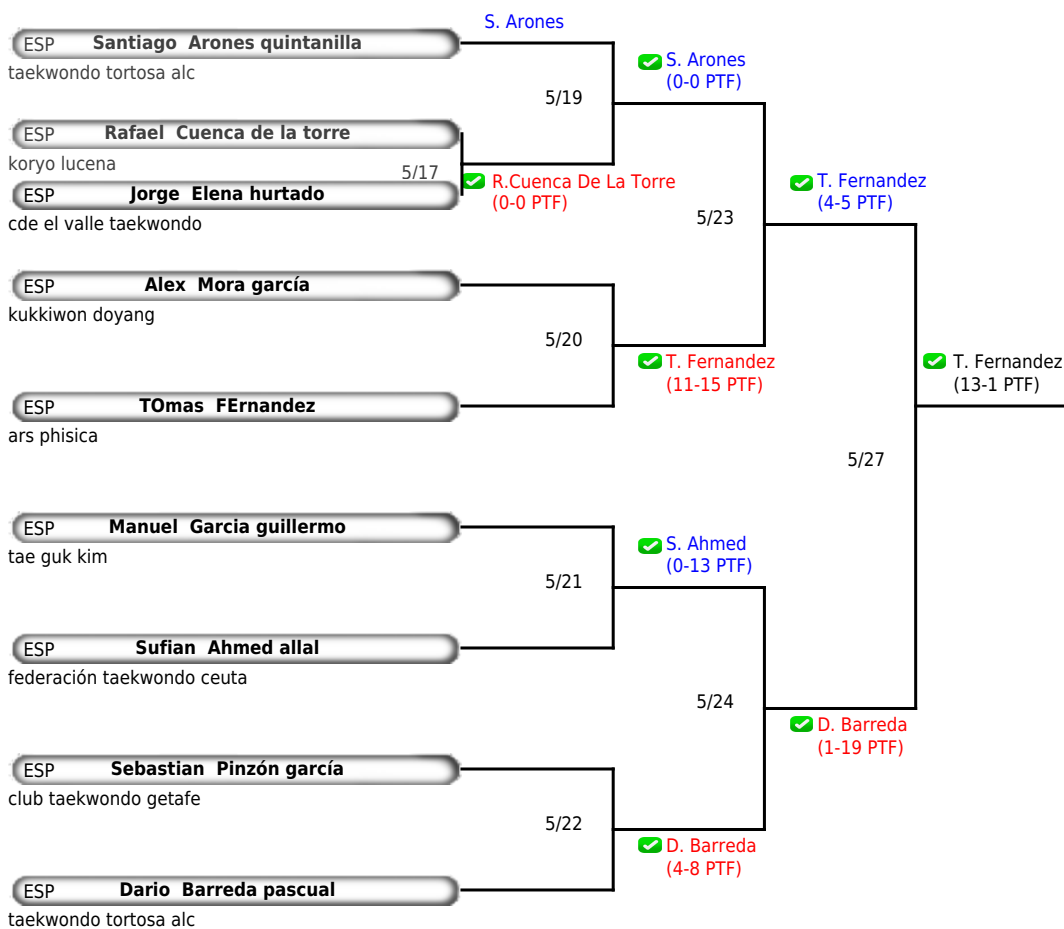 S. Arones
ESP Santiago Arones quintanilla
taekwondo tortosa alc
S. Arones
(0-0 PTF)
5/19
ESP Rafael Cuenca de la torre
koryo lucena
5/17
R.Cuenca De La Torre
(0-0 PTF)
ESP Jorge Elena hurtado
cde el valle taekwondo
T. Fernandez
(4-5 PTF)
5/23
ESP Alex Mora garcía
kukkiwon doyang
5/20
T. Fernandez
(11-15 PTF)
T. Fernandez
(13-1 PTF)
ESP TOmas FErnandez
ars phisica
5/27
ESP Manuel Garcia guillermo
tae guk kim
S. Ahmed
(0-13 PTF)
5/21
ESP Sufian Ahmed allal
federación taekwondo ceuta
5/24
D. Barreda
(1-19 PTF)
ESP Sebastian Pinzón garcía
club taekwondo getafe
5/22
D. Barreda
(4-8 PTF)
ESP Dario Barreda pascual
taekwondo tortosa alc